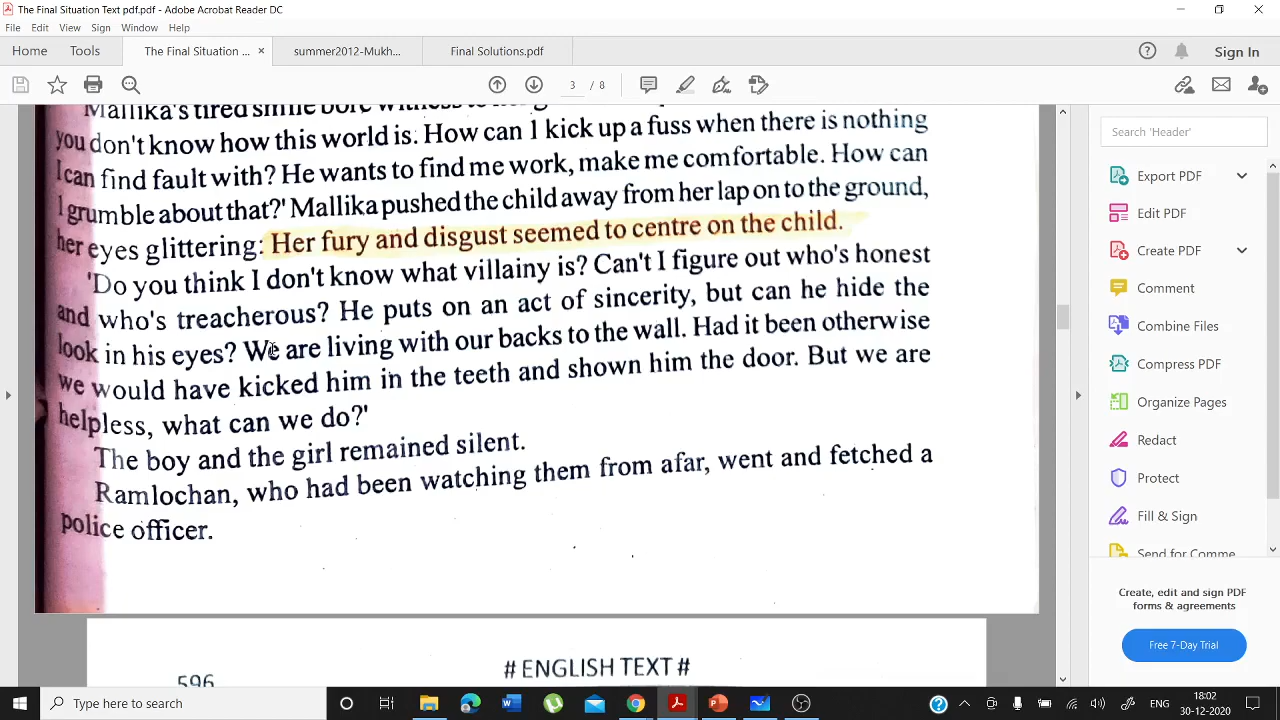 The Final Situation Text pdf.pdf - Adobe Acrobat Reader DC
File Edit View Sign Window Help
Home Tools The Final Situation ... × summer2012-Mukh... Final Solutions.pdf Sign In
3 / 8
Mallika's tired smile bore witness to
you don't know how this world is. How can I kick up a fuss when there is nothing
I can find fault with? He wants to find me work, make me comfortable. How can
I grumble about that?' Mallika pushed the child away from her lap on to the ground,
her eyes glittering: Her fury and disgust seemed to centre on the child.
'Do you think I don't know what villainy is? Can't I figure out who's honest
and who's treacherous? He puts on an act of sincerity, but can he hide the
look in his eyes? We are living with our backs to the wall. Had it been otherwise
we would have kicked him in the teeth and shown him the door. But we are
helpless, what can we do?'
The boy and the girl remained silent.
Ramlochan, who had been watching them from afar, went and fetched a
police officer.
596
# ENGLISH TEXT #
Search 'Header'
Export PDF
Edit PDF
Create PDF
Comment
Combine Files
Compress PDF
Organize Pages
Redact
Protect
Fill & Sign
Send for Comme
Create, edit and sign PDF
forms & agreements
Free 7-Day Trial
Type here to search
ENG
18:02
30-12-2020